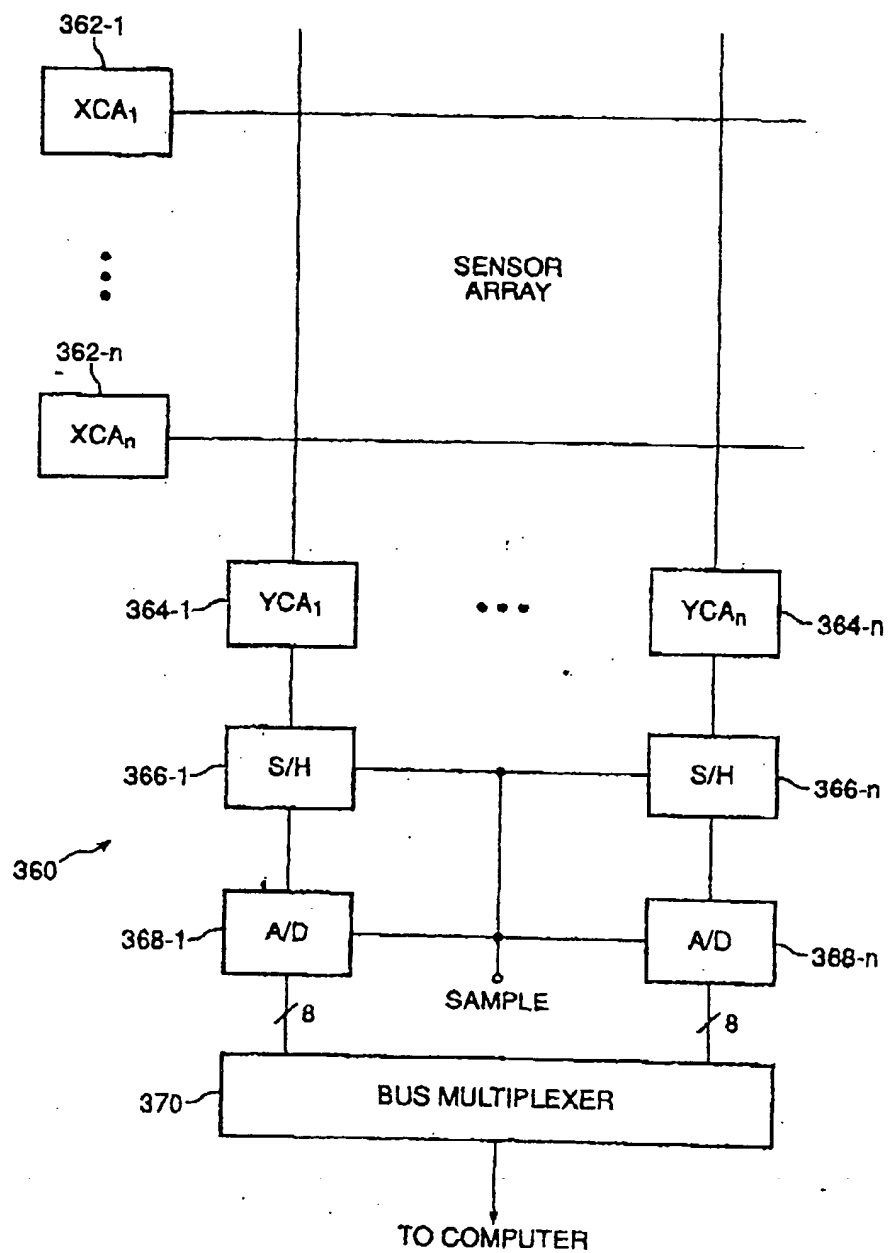 362-1
XCA₁
SENSOR
ARRAY
362-n
XCAₙ
364-1
YCA₁
YCAₙ
364-n
366-1
S/H
S/H
366-n
360
368-1
A/D
A/D
368-n
SAMPLE
8
8
370
BUS MULTIPLEXER
TO COMPUTER